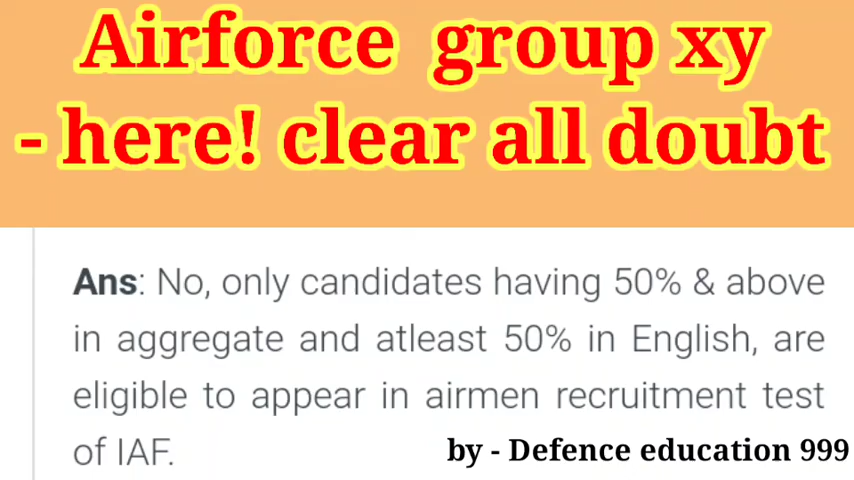 Airforce group xy
- here! clear all doubt
Ans: No, only candidates having 50% & above
in aggregate and atleast 50% in English, are
eligible to appear in airmen recruitment test
of IAF.
by - Defence education 999